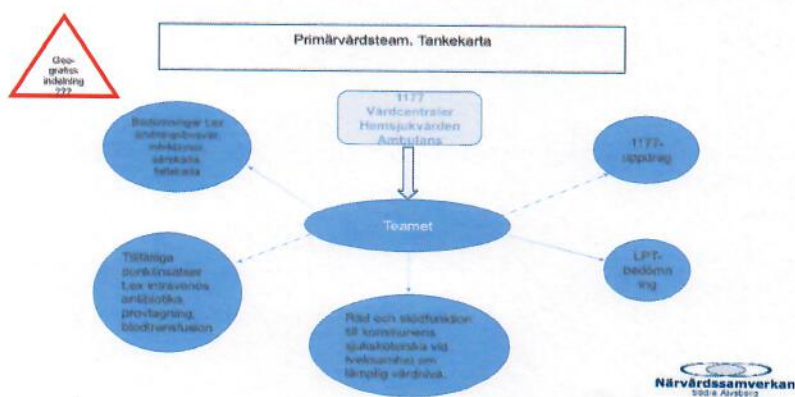 Primärvårdsteam. Tankekarta
Geo-
grafisk
indelning
???
1177
Vårdcentraler
Hemsjukvården
Ambulans
Bedömningar t.ex
andningsbesvär,
infektioner,
sårskada
fallskada
1177-
uppdrag
Teamet
Tillfälliga
punktinsatser
t.ex intravenös
antibiotika,
provtagning,
blodtransfusion
LPT-
bedömn
ing
Råd och stödfunktion
till kommunens
sjuksköterska vid
tveksamhet om
lämplig vårdnivå.
Närvårdssamverkan
Södra Älvsborg